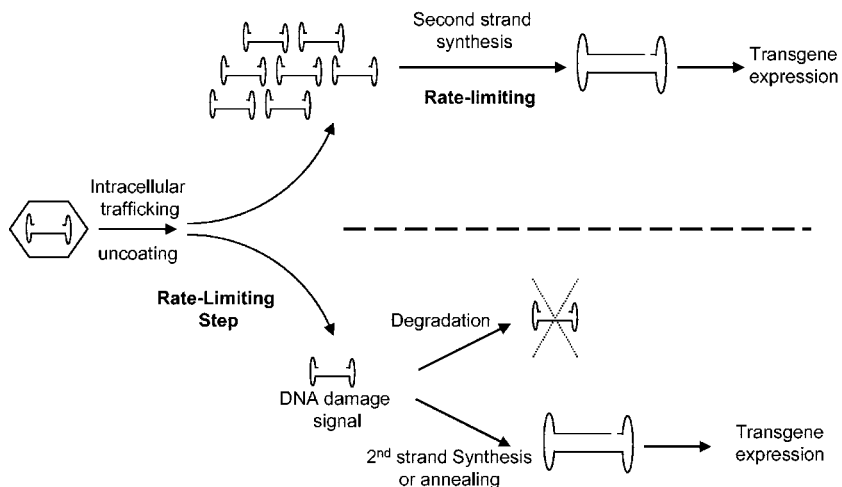 Second strand
synthesis
Rate-limiting
Transgene
expression
Intracellular
trafficking
uncoating
Rate-Limiting
Step
DNA damage
signal
Degradation
2nd strand Synthesis
or annealing
Transgene
expression